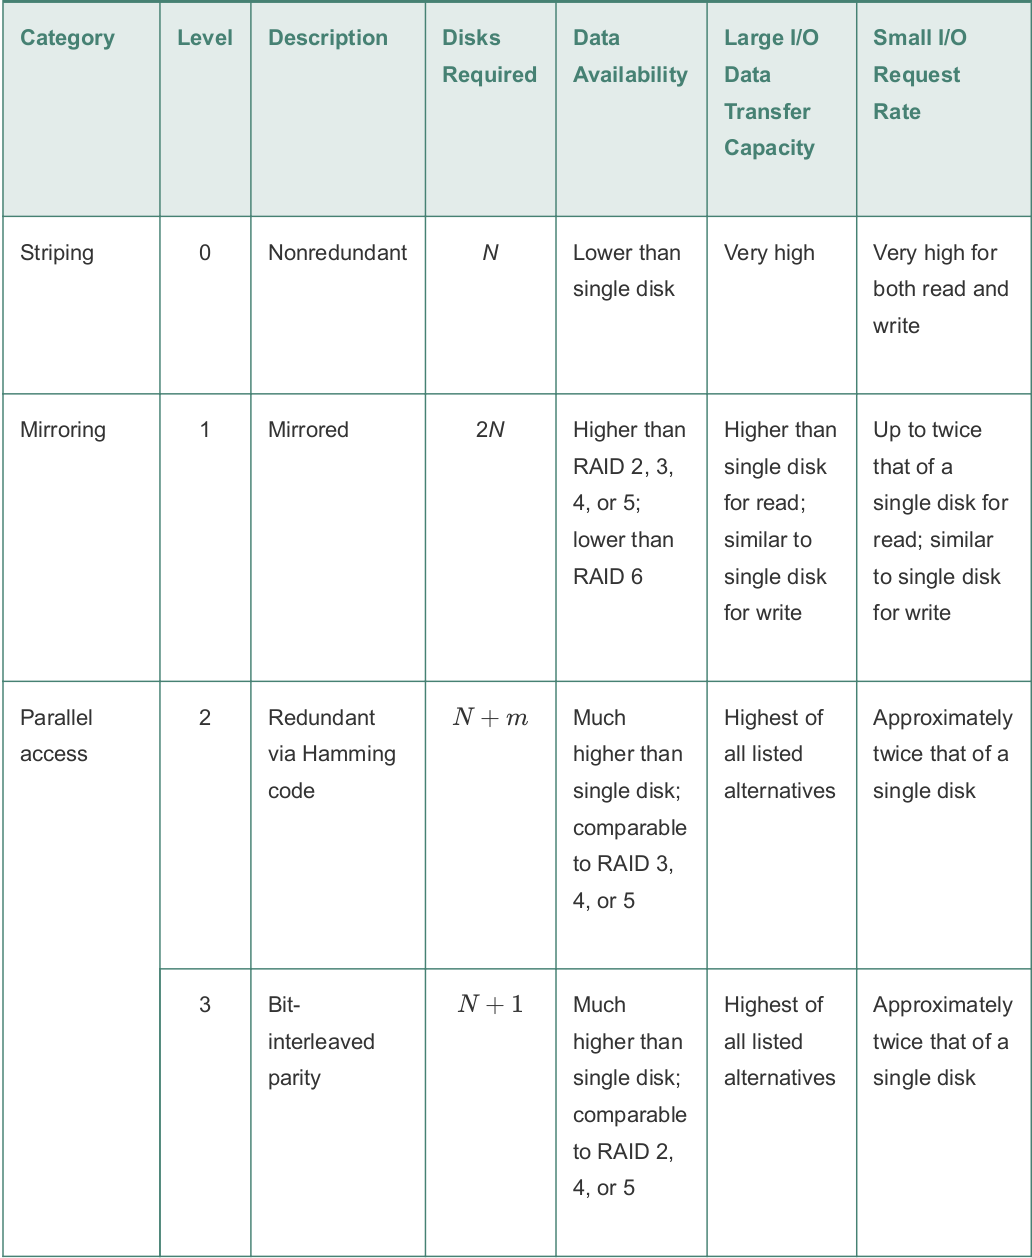 Category
Level
Description
Disks
Required
Data
Availability
Large I/O
Data
Transfer
Capacity
Small I/O
Request
Rate
Striping
0
Nonredundant
N
Lower than
single disk
Very high
Very high for
both read and
write
Mirroring
1
Mirrored
2N
Higher than
RAID 2, 3,
4, or 5;
lower than
RAID 6
Higher than
single disk
for read;
similar to
single disk
for write
Up to twice
that of a
single disk for
read; similar
to single disk
for write
Parallel
access
2
Redundant
via Hamming
code
N + m
Much
higher than
single disk;
comparable
to RAID 3,
4, or 5
Highest of
all listed
alternatives
Approximately
twice that of a
single disk
3
Bit-
interleaved
parity
N + 1
Much
higher than
single disk;
comparable
to RAID 2,
4, or 5
Highest of
all listed
alternatives
Approximately
twice that of a
single disk